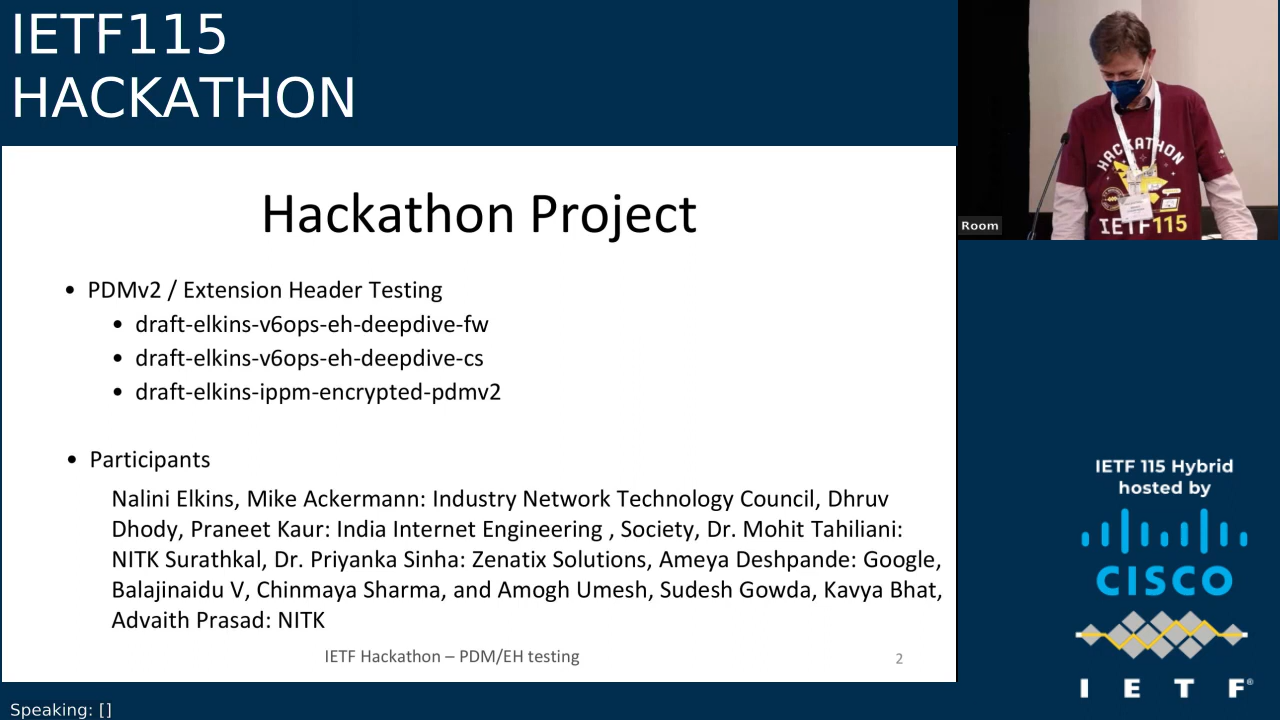 IETF115
HACKATHON
Hackathon Project
• PDMv2 / Extension Header Testing
• draft-elkins-v6ops-eh-deepdive-fw
• draft-elkins-v6ops-eh-deepdive-cs
• draft-elkins-ippm-encrypted-pdmv2
• Participants
Nalini Elkins, Mike Ackermann: Industry Network Technology Council, Dhruv
Dhody, Praneet Kaur: India Internet Engineering , Society, Dr. Mohit Tahiliani:
NITK Surathkal, Dr. Priyanka Sinha: Zenatix Solutions, Ameya Deshpande: Google,
Balajinaidu V, Chinmaya Sharma, and Amogh Umesh, Sudesh Gowda, Kavya Bhat,
Advaith Prasad: NITK
IETF Hackathon – PDM/EH testing
2
HACKATHON
IETF115
Room
IETF 115 Hybrid
hosted by
CISCO
I E T F®
Speaking: []